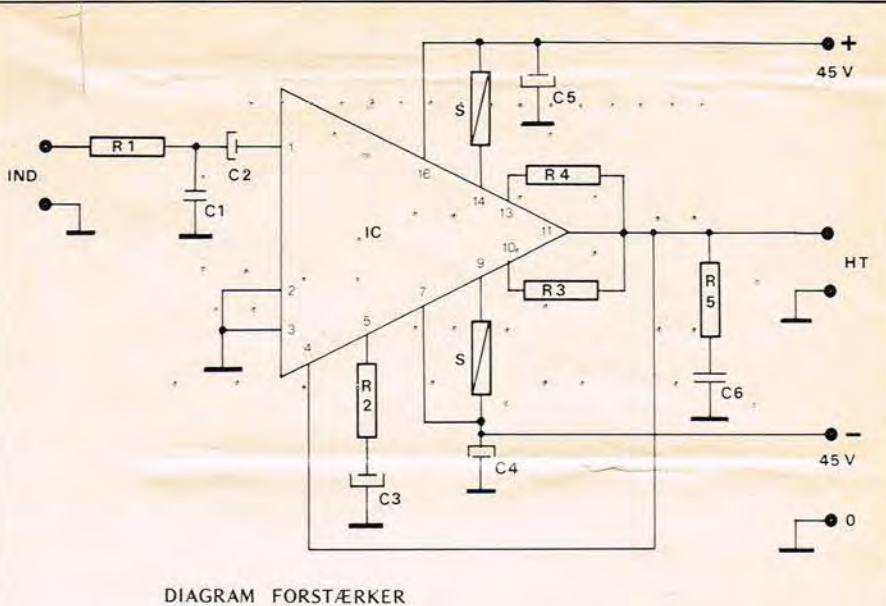 +
45 V
S
C5
R1
C2
1
IND
C1
16
14
13
R4
IC
11
HT
10
R3
9
R5
2
3
7
4
5
S
C6
R2
–
45 V
C4
C3
0
DIAGRAM FORSTÆRKER